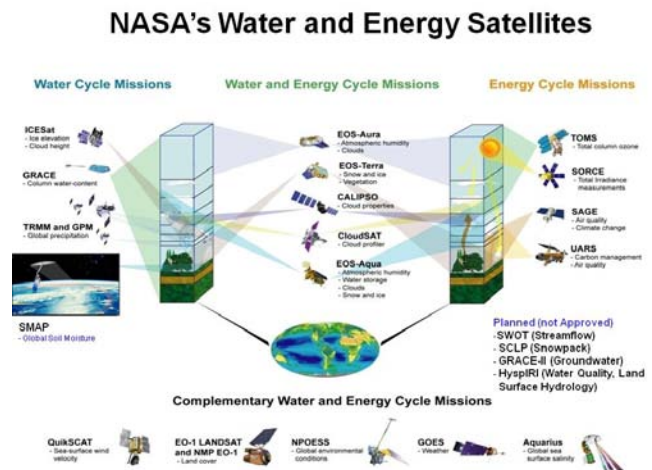 NASA's Water and Energy Satellites
Water Cycle Missions
Water and Energy Cycle Missions
Energy Cycle Missions
ICESat
- Ice elevation
- Cloud height
GRACE
- Column water-content
TRMM and GPM
- Global precipitation
SMAP
- Global Soil Moisture
EOS-Aura
- Atmospheric humidity
- Clouds
EOS-Terra
- Snow and ice
- Vegetation
CALIPSO
- Cloud properties
CloudSAT
- Cloud profiler
EOS-Aqua
- Atmospheric humidity
- Water storage
- Clouds
- Snow and ice
TOMS
- Total column ozone
SORCE
- Total Irradiance
measurements
SAGE
- Air quality
- Climate change
UARS
- Carbon management
- Air quality
Planned (not Approved)
-SWOT (Streamflow)
- SCLP (Snowpack)
- GRACE-II (Groundwater)
- HyspIRI (Water Quality, Land
Surface Hydrology)
Complementary Water and Energy Cycle Missions
QuikSCAT
- Sea-surface wind
velocity
EO-1 LANDSAT
and NMP EO-1
- Land cover
NPOESS
- Global environmental
conditions
GOES
- Weather
Aquarius
- Global sea
surface salinity